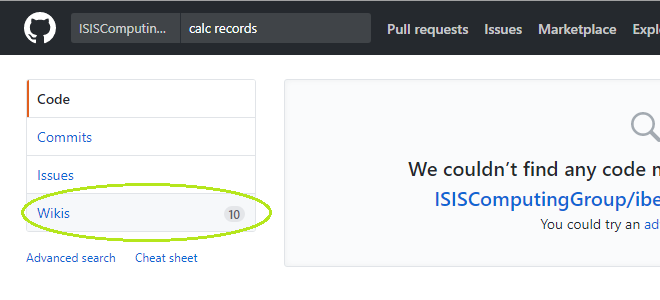 ISISComputin... calc records Pull requests Issues Marketplace Explo
Code
Commits
Issues
Wikis 10
Advanced search Cheat sheet
We couldn't find any code m
ISISComputingGroup/ibe
You could try an ad